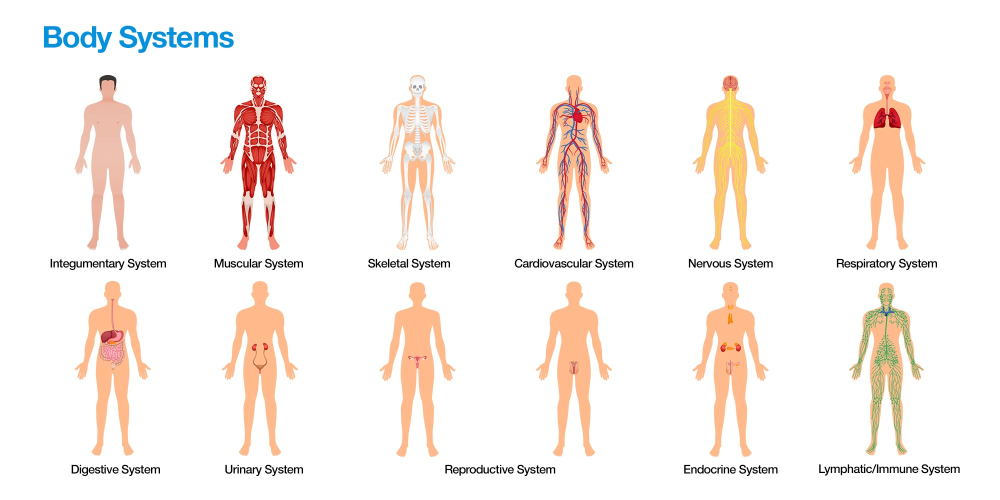 Body Systems
Integumentary System
Muscular System
Skeletal System
Cardiovascular System
Nervous System
Respiratory System
Digestive System
Urinary System
Reproductive System
Endocrine System
Lymphatic/Immune System